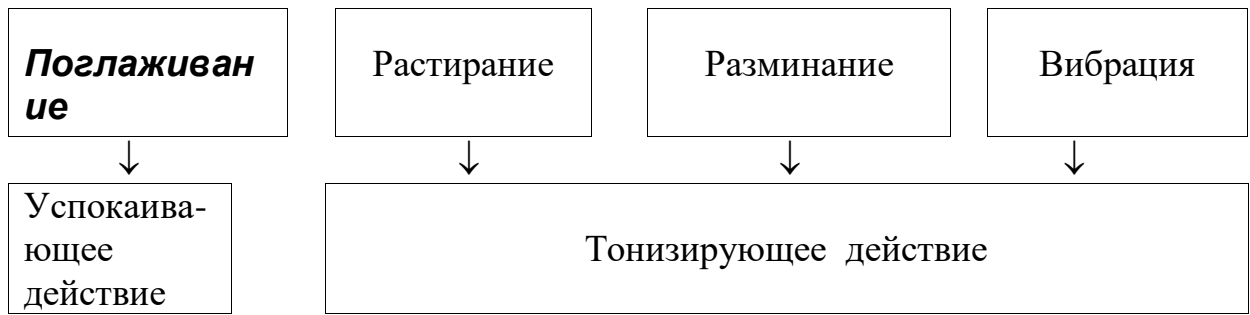 Поглаживан
ие
Растирание
Разминание
Вибрация
↓ ↓ ↓ ↓
Успокаива-
ющее
действие
Тонизирующее действие